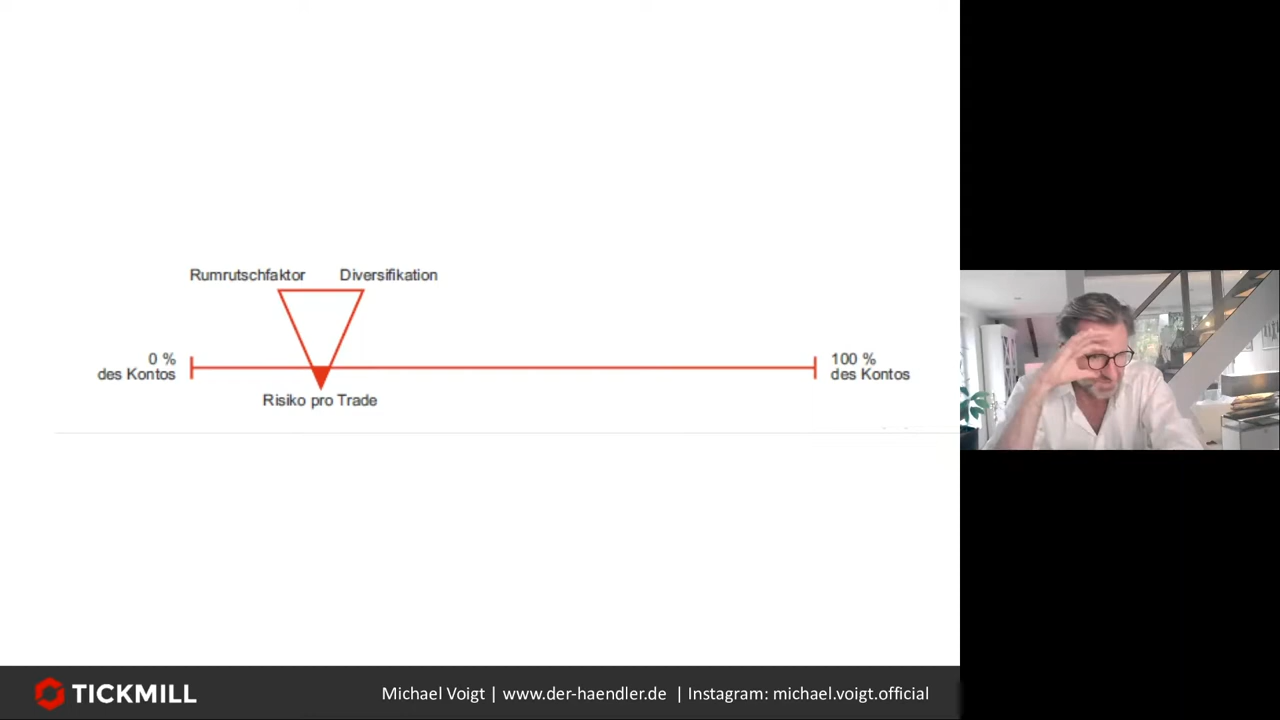 Rumrutschfaktor Diversifikation
0 %
des Kontos
100 %
des Kontos
Risiko pro Trade
TICKMILL
Michael Voigt | www.der-haendler.de | Instagram: michael.voigt.official